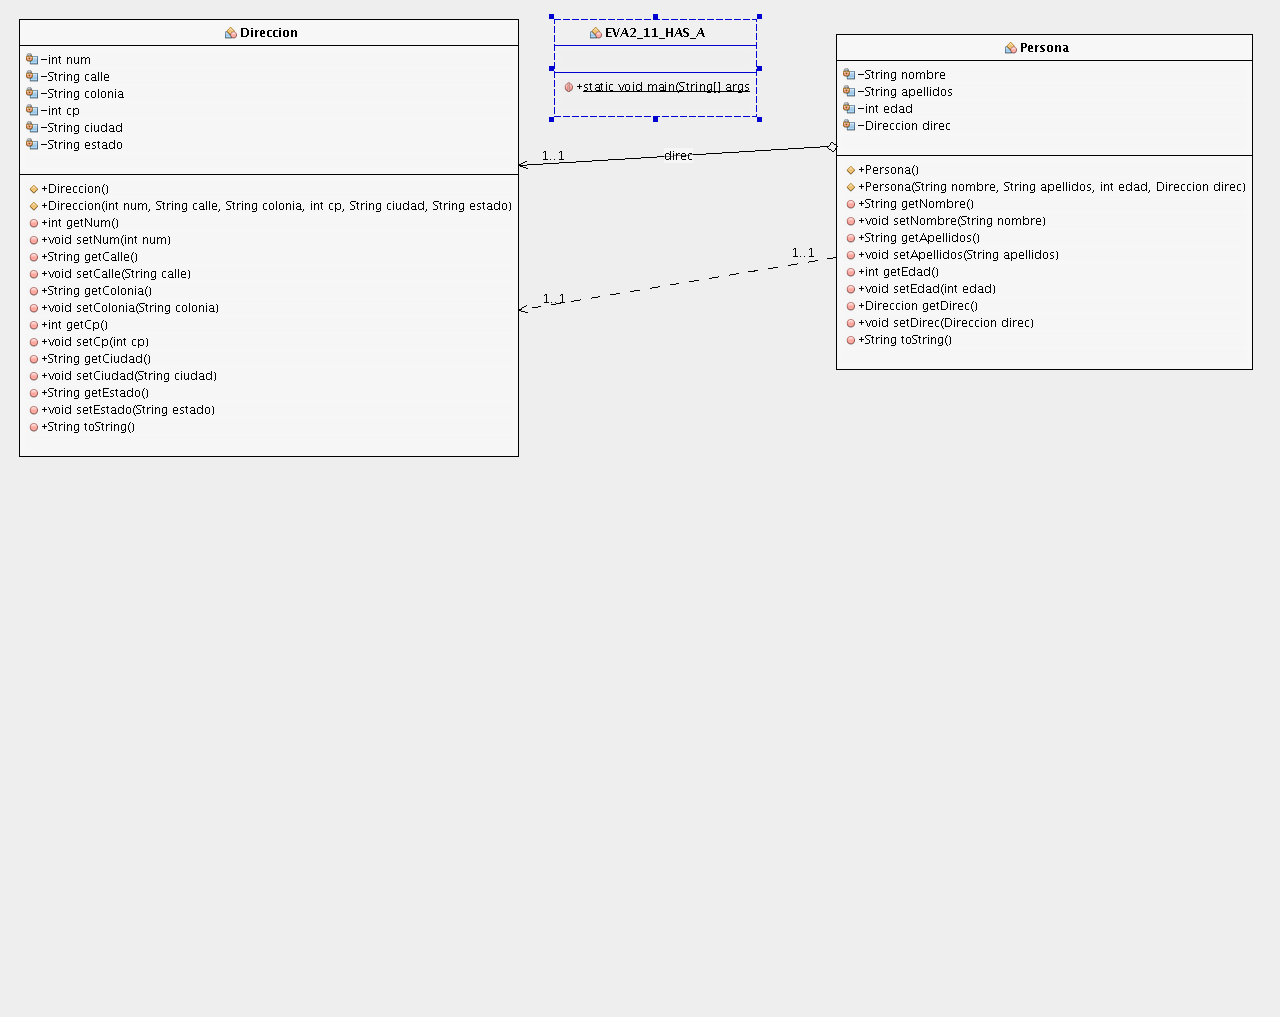 Direccion
-int num
-String calle
-String colonia
-int cp
-String ciudad
-String estado
+Direccion()
+Direccion(int num, String calle, String colonia, int cp, String ciudad, String estado)
+int getNum()
+void setNum(int num)
+String getCalle()
+void setCalle(String calle)
+String getColonia()
+void setColonia(String colonia)
+int getCp()
+void setCp(int cp)
+String getCiudad()
+void setCiudad(String ciudad)
+String getEstado()
+void setEstado(String estado)
+String toString()
EVA2_11_HAS_A
+static void main(String[] args
1..1
direc
1..1
1..1
Persona
-String nombre
-String apellidos
-int edad
-Direccion direc
+Persona()
+Persona(String nombre, String apellidos, int edad, Direccion direc)
+String getNombre()
+void setNombre(String nombre)
+String getApellidos()
+void setApellidos(String apellidos)
+int getEdad()
+void setEdad(int edad)
+Direccion getDirec()
+void setDirec(Direccion direc)
+String toString()